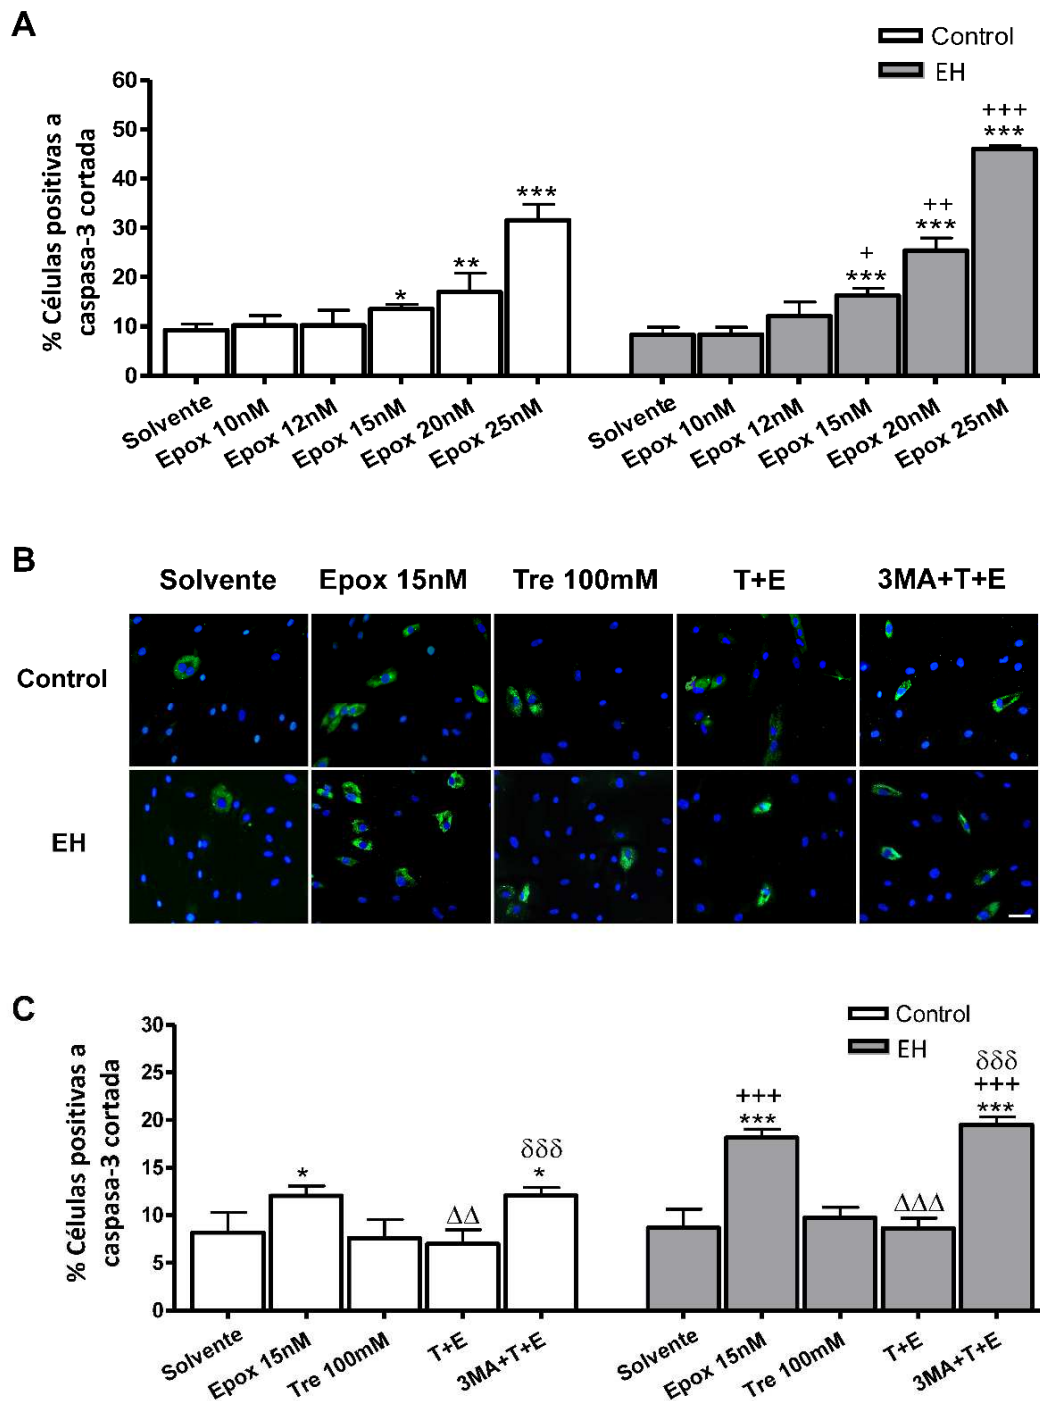 A
Control
EH
% Células positivas a
caspasa-3 cortada
60
50
40
30
20
10
0
*
**
***
+
***
++
***
+++
***
Solvente
Epox 10nM
Epox 12nM
Epox 15nM
Epox 20nM
Epox 25nM
Solvente
Epox 10nM
Epox 12nM
Epox 15nM
Epox 20nM
Epox 25nM
B
Solvente
Epox 15nM
Tre 100mM
T+E
3MA+T+E
Control
EH
C
Control
EH
% Células positivas a
caspasa-3 cortada
30
25
20
15
10
5
0
*
ΔΔ
δδδ
*
+++
***
ΔΔΔ
δδδ
+++
***
Solvente
Epox 15nM
Tre 100mM
T+E
3MA+T+E
Solvente
Epox 15nM
Tre 100mM
T+E
3MA+T+E